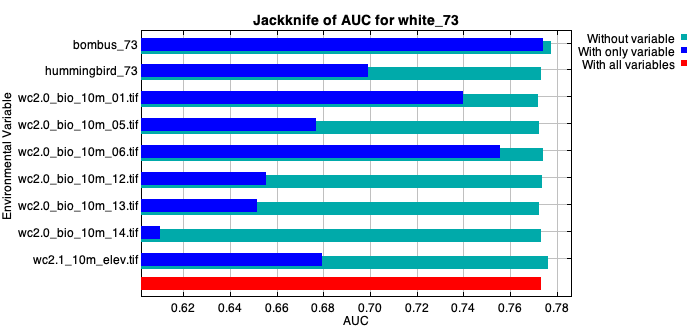 Jackknife of AUC for white_73
bombus_73
hummingbird_73
wc2.0_bio_10m_01.tif
wc2.0_bio_10m_05.tif
wc2.0_bio_10m_06.tif
wc2.0_bio_10m_12.tif
wc2.0_bio_10m_13.tif
wc2.0_bio_10m_14.tif
wc2.1_10m_elev.tif
Environmental Variable
0.62 0.64 0.66 0.68 0.70 0.72 0.74 0.76 0.78
AUC
Without variable
With only variable
With all variables